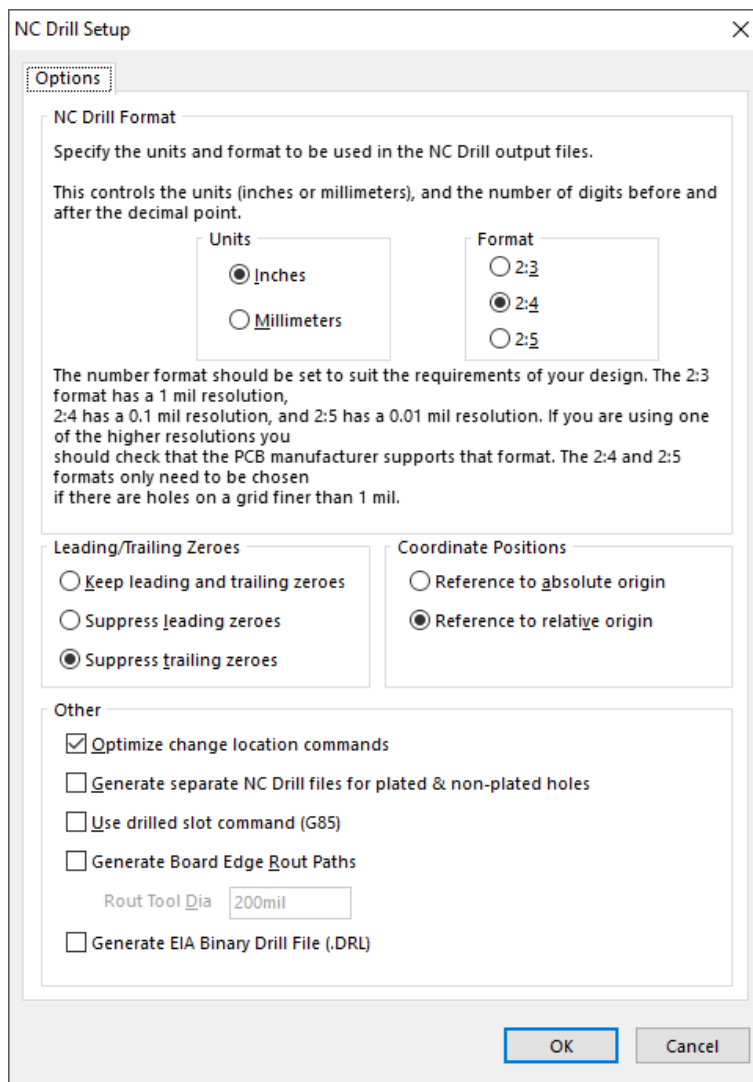 NC Drill Setup
Options
NC Drill Format
Specify the units and format to be used in the NC Drill output files.
This controls the units (inches or millimeters), and the number of digits before and
after the decimal point.
Units
Inches
Millimeters
Format
2:3
2:4
2:5
The number format should be set to suit the requirements of your design. The 2:3
format has a 1 mil resolution,
2:4 has a 0.1 mil resolution, and 2:5 has a 0.01 mil resolution. If you are using one
of the higher resolutions you
should check that the PCB manufacturer supports that format. The 2:4 and 2:5
formats only need to be chosen
if there are holes on a grid finer than 1 mil.
Leading/Trailing Zeroes
Keep leading and trailing zeroes
Suppress leading zeroes
Suppress trailing zeroes
Coordinate Positions
Reference to absolute origin
Reference to relative origin
Other
Optimize change location commands
Generate separate NC Drill files for plated & non-plated holes
Use drilled slot command (G85)
Generate Board Edge Rout Paths
Rout Tool Dia 200mil
Generate EIA Binary Drill File (.DRL)
OK Cancel